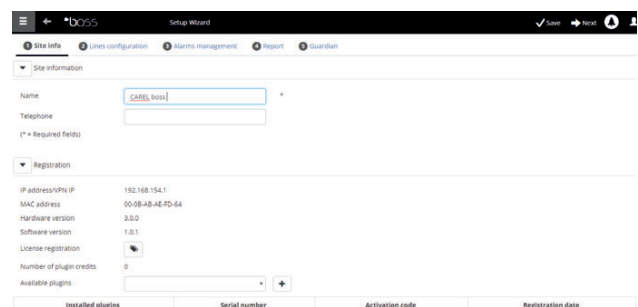 boss Setup Wizard Save Next
1 Site info 2 Lines configuration 3 Alarms management 4 Report 5 Guardian
Site information
Name CAREL boss *
Telephone
(* = Required fields)
Registration
IP address/VPN IP 192.168.154.1
MAC address 00-0B-AB-AE-FD-64
Hardware version 3.0.0
Software version 1.0.1
License registration
Number of plugin credits 0
Available plugins +
Installed plugins Serial number Activation code Registration date